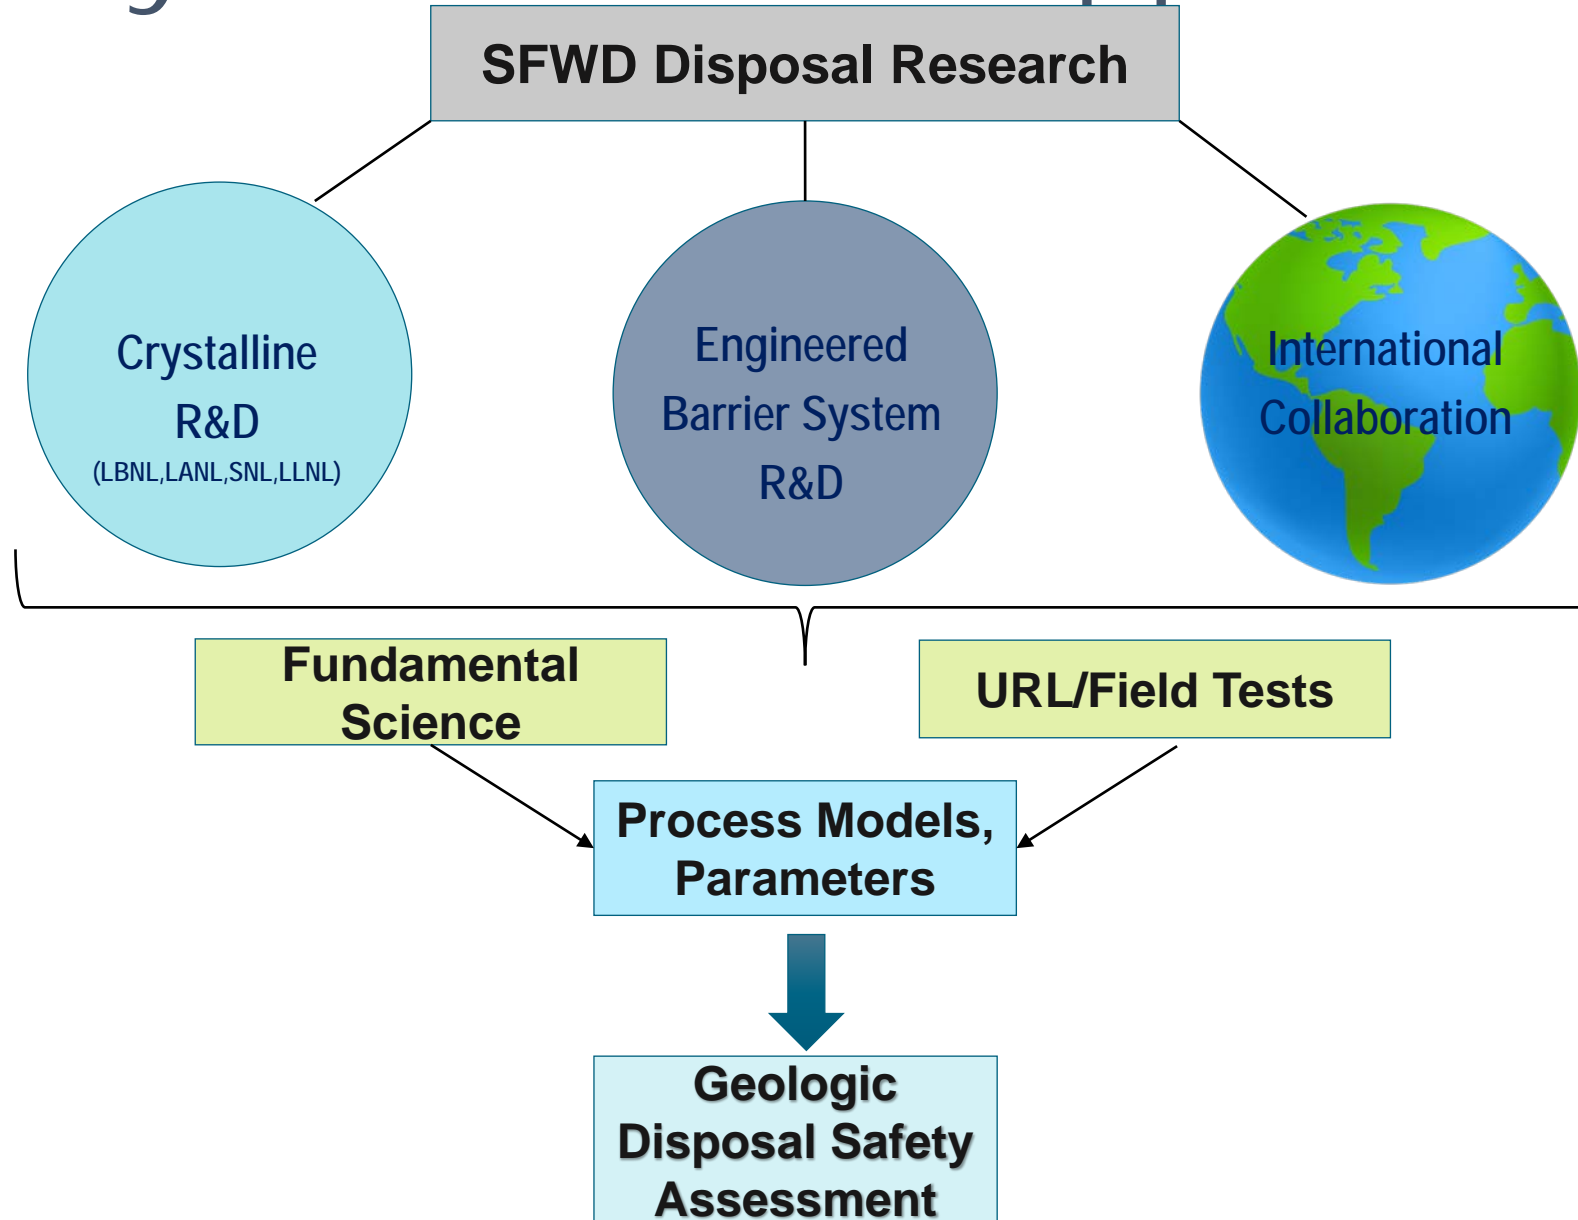 SFWD Disposal Research
Crystalline
R&D
(LBNL,LANL,SNL,LLNL)
Engineered
Barrier System
R&D
International
Collaboration
Fundamental
Science
URL/Field Tests
Process Models,
Parameters
Geologic
Disposal Safety
Assessment